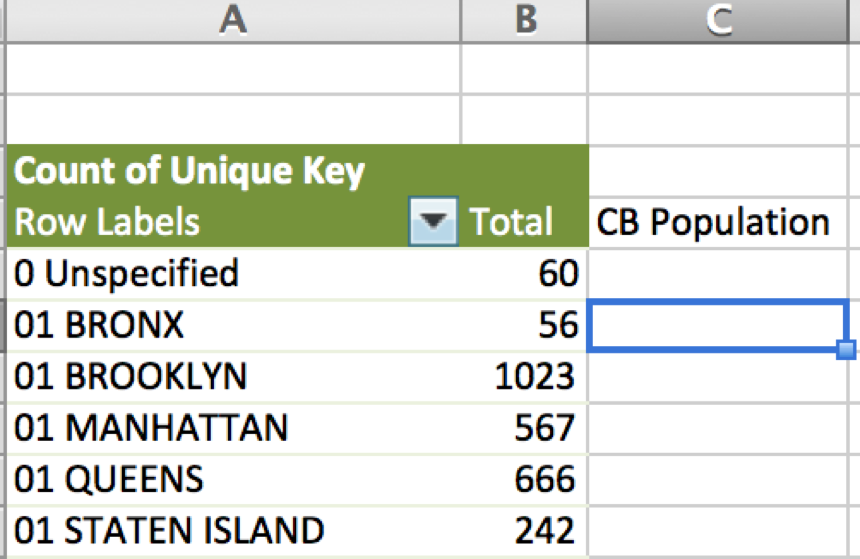 A B C
Count of Unique Key
Row Labels Total CB Population
0 Unspecified 60
01 BRONX 56
01 BROOKLYN 1023
01 MANHATTAN 567
01 QUEENS 666
01 STATEN ISLAND 242